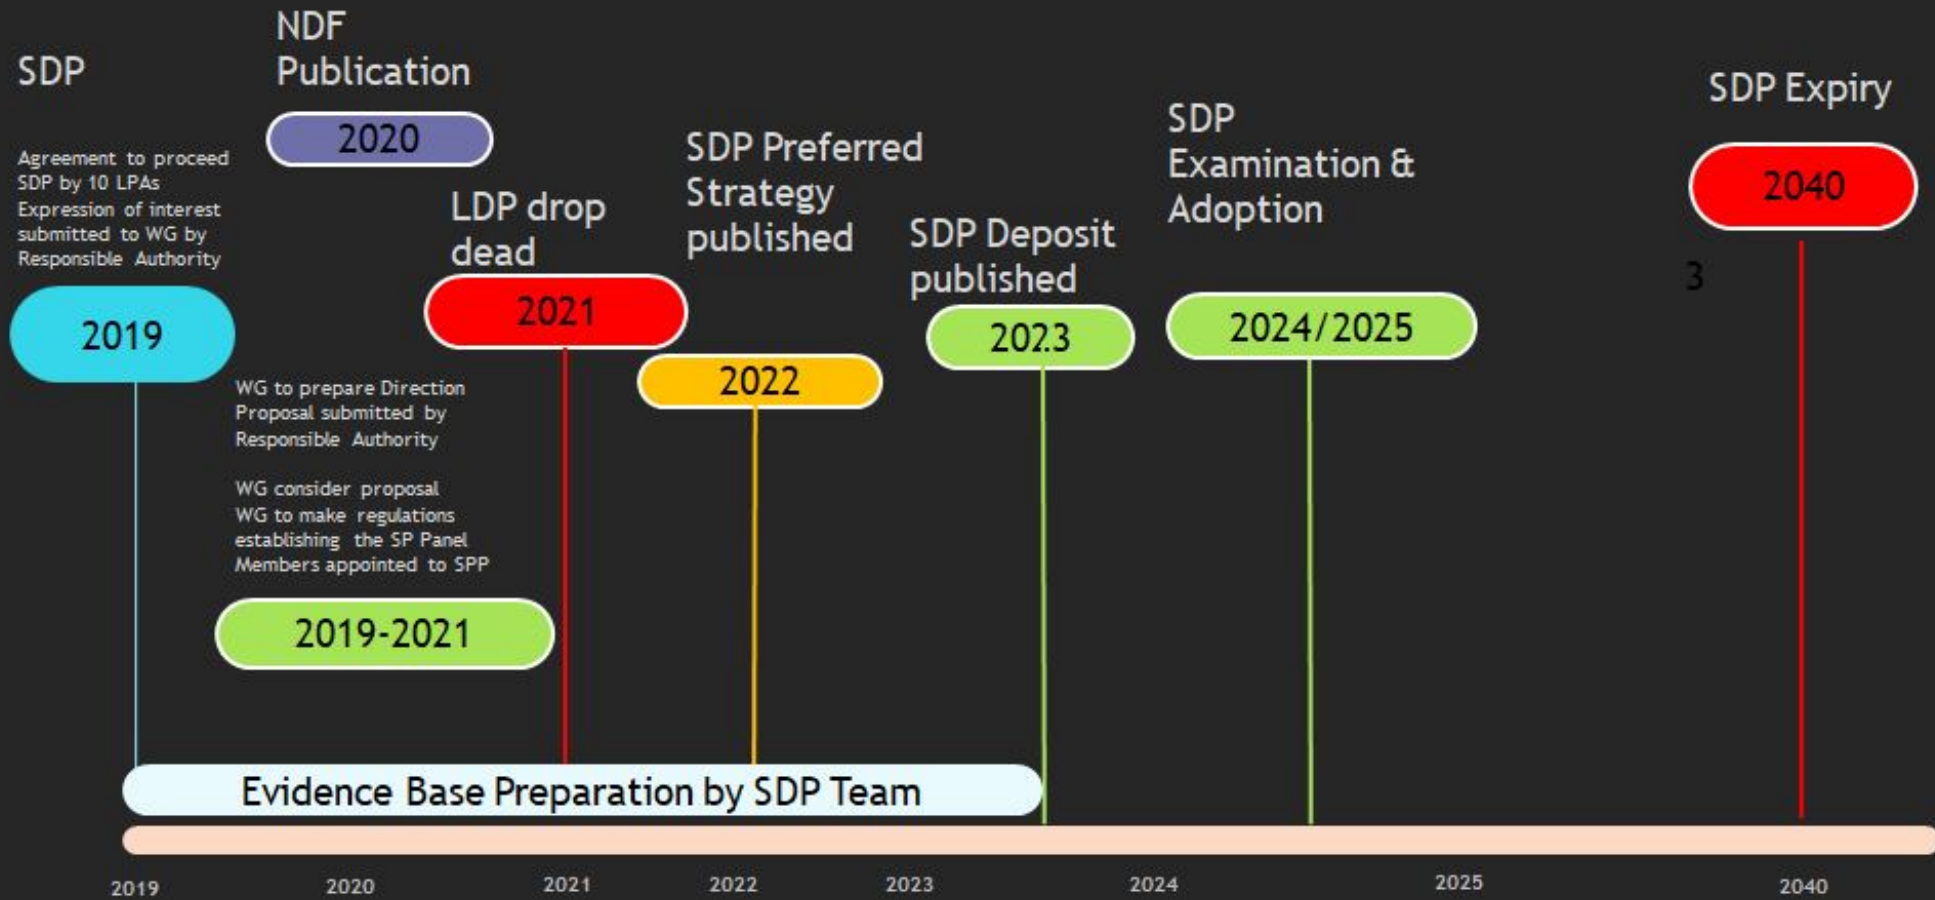 SDP
Agreement to proceed
SDP by 10 LPAs
Expression of interest
submitted to WG by
Responsible Authority
2019
NDF
Publication
2020
WG to prepare Direction
Proposal submitted by
Responsible Authority
WG consider proposal
WG to make regulations
establishing the SP Panel
Members appointed to SPP
2019-2021
LDP drop
dead
2021
SDP Preferred
Strategy
published
2022
SDP Deposit
published
2023
SDP
Examination &
Adoption
2024/2025
SDP Expiry
2040
3
Evidence Base Preparation by SDP Team
2019 2020 2021 2022 2023 2024 2025 2040